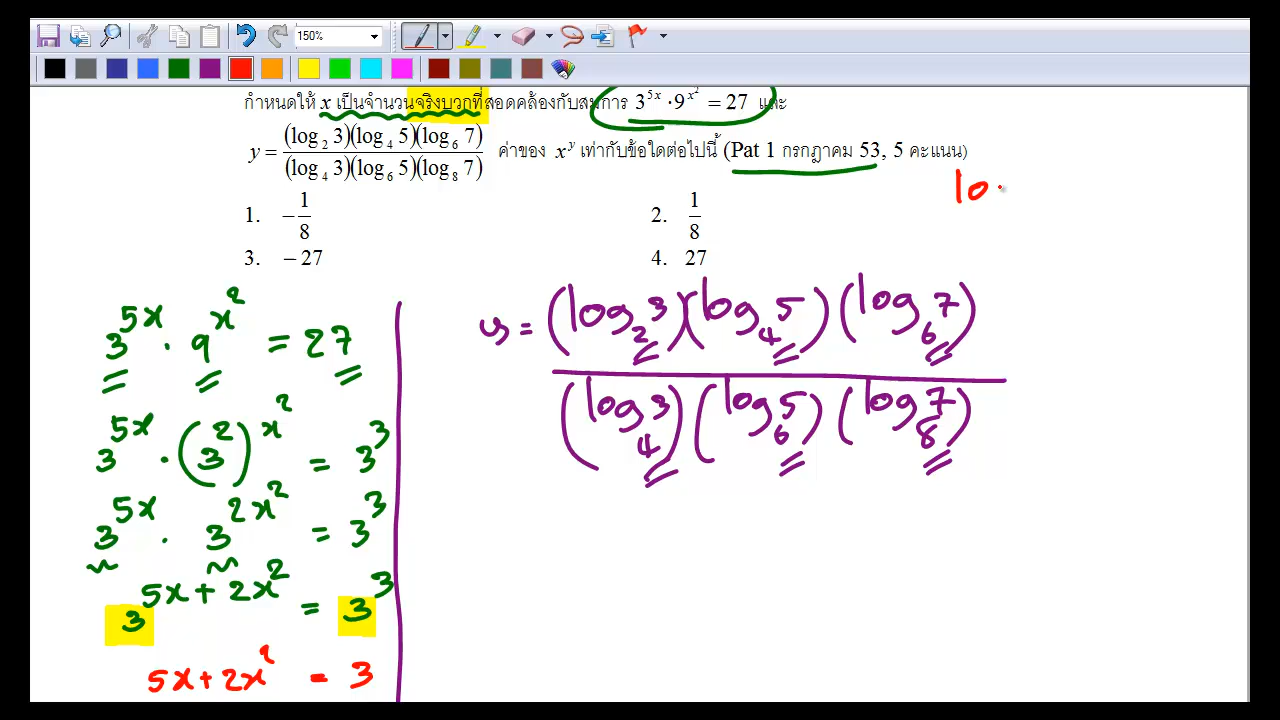 150%
กำหนดให้ x เป็นจำนวนจริงบวกที่สอดคล้องกับสมการ 3^{5x} · 9^{x^2} = 27 และ
y = \frac{(log_2 3)(log_4 5)(log_6 7)}{(log_4 3)(log_6 5)(log_8 7)} ค่าของ x^y เท่ากับข้อใดต่อไปนี้ (Pat 1 กรกฎาคม 53, 5 คะแนน)
lo
1. -\frac{1}{8} 2. \frac{1}{8}
3. -27 4. 27
3^{5x} · 9^{x^2} = 27
3^{5x} · (3^2)^{x^2} = 3^3
3^{5x} · 3^{2x^2} = 3^3
3^{5x+2x^2} = 3^3
5x+2x^2 = 3
y = \frac{(log_2 3)(log_4 5)(log_6 7)}{(log_4 3)(log_6 5)(log_8 7)}